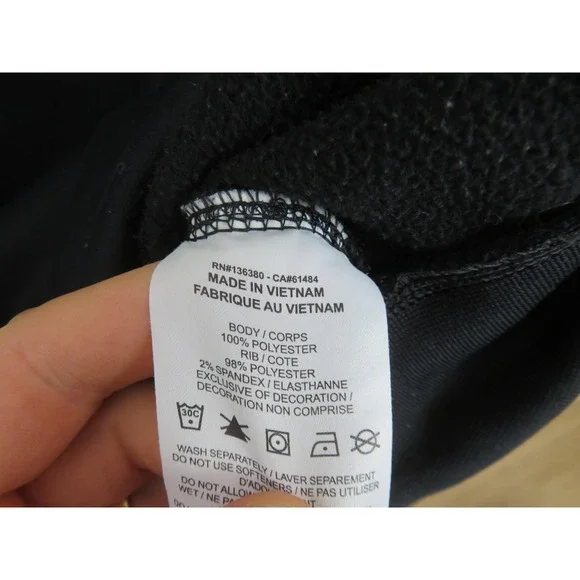 RN#136380 - CA#61484
MADE IN VIETNAM
FABRIQUE AU VIETNAM
BODY / CORPS
100% POLYESTER
RIB / COTE
98% POLYESTER
2% SPANDEX / ELASTHANNE
EXCLUSIVE OF DECORATION /
DECORATION NON COMPRISE
30C
WASH SEPARATELY / LAVER SEPAREMENT
DO NOT USE SOFTENERS / NE PAS UTILISER
D'ADO
DO NOT ALLOW
WET / NE PAS